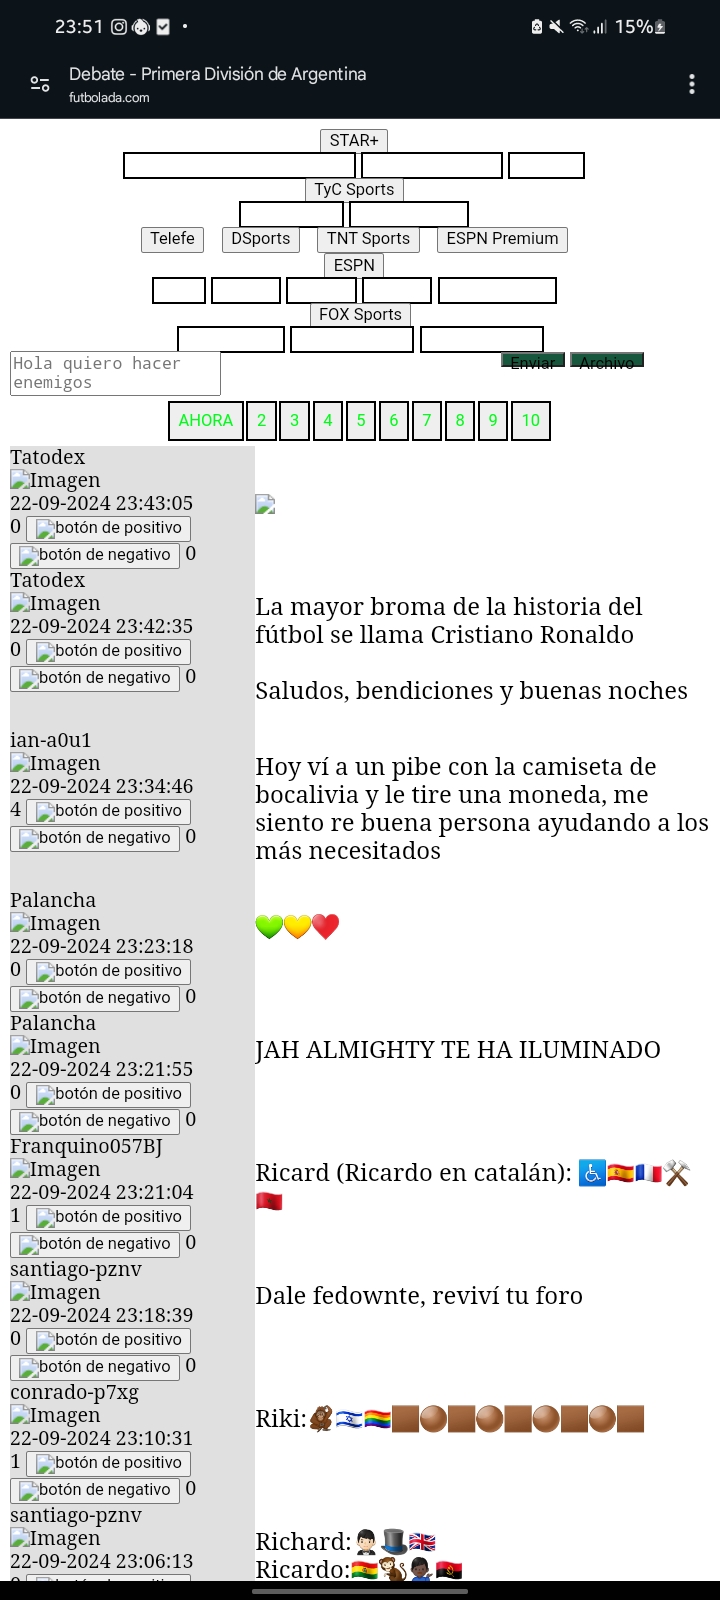 23:51
15%
Debate - Primera División de Argentina
futbolada.com
STAR+
TyC Sports
Telefe DSports TNT Sports ESPN Premium
ESPN
FOX Sports
Hola quiero hacer
enemigos
Enviar Archivo
AHORA 2 3 4 5 6 7 8 9 10
Tatodex
Imagen
22-09-2024 23:43:05
0 botón de positivo
botón de negativo 0
Tatodex
Imagen
22-09-2024 23:42:35
0 botón de positivo
botón de negativo 0
La mayor broma de la historia del
fútbol se llama Cristiano Ronaldo
Saludos, bendiciones y buenas noches
ian-a0u1
Imagen
22-09-2024 23:34:46
4 botón de positivo
botón de negativo 0
Hoy ví a un pibe con la camiseta de
bocalivia y le tire una moneda, me
siento re buena persona ayudando a los
más necesitados
Palancha
Imagen
22-09-2024 23:23:18
0 botón de positivo
botón de negativo 0
💚💛❤️
Palancha
Imagen
22-09-2024 23:21:55
0 botón de positivo
botón de negativo 0
JAH ALMIGHTY TE HA ILUMINADO
Franquino057BJ
Imagen
22-09-2024 23:21:04
1 botón de positivo
botón de negativo 0
Ricard (Ricardo en catalán): ♿🇪🇸🇫🇷⚒️
🇲🇦
santiago-pznv
Imagen
22-09-2024 23:18:39
0 botón de positivo
botón de negativo 0
Dale fedownte, reviví tu foro
conrado-p7xg
Imagen
22-09-2024 23:10:31
1 botón de positivo
botón de negativo 0
Riki:🦧🇮🇱🏳️‍🌈🟫🟤🟫🟤🟫🟤🟫🟤🟫
santiago-pznv
Imagen
22-09-2024 23:06:13
Richard:🤵🏻🎩🇬🇧
Ricardo:🇧🇴🐒🙎🏿‍♂️🇦🇴